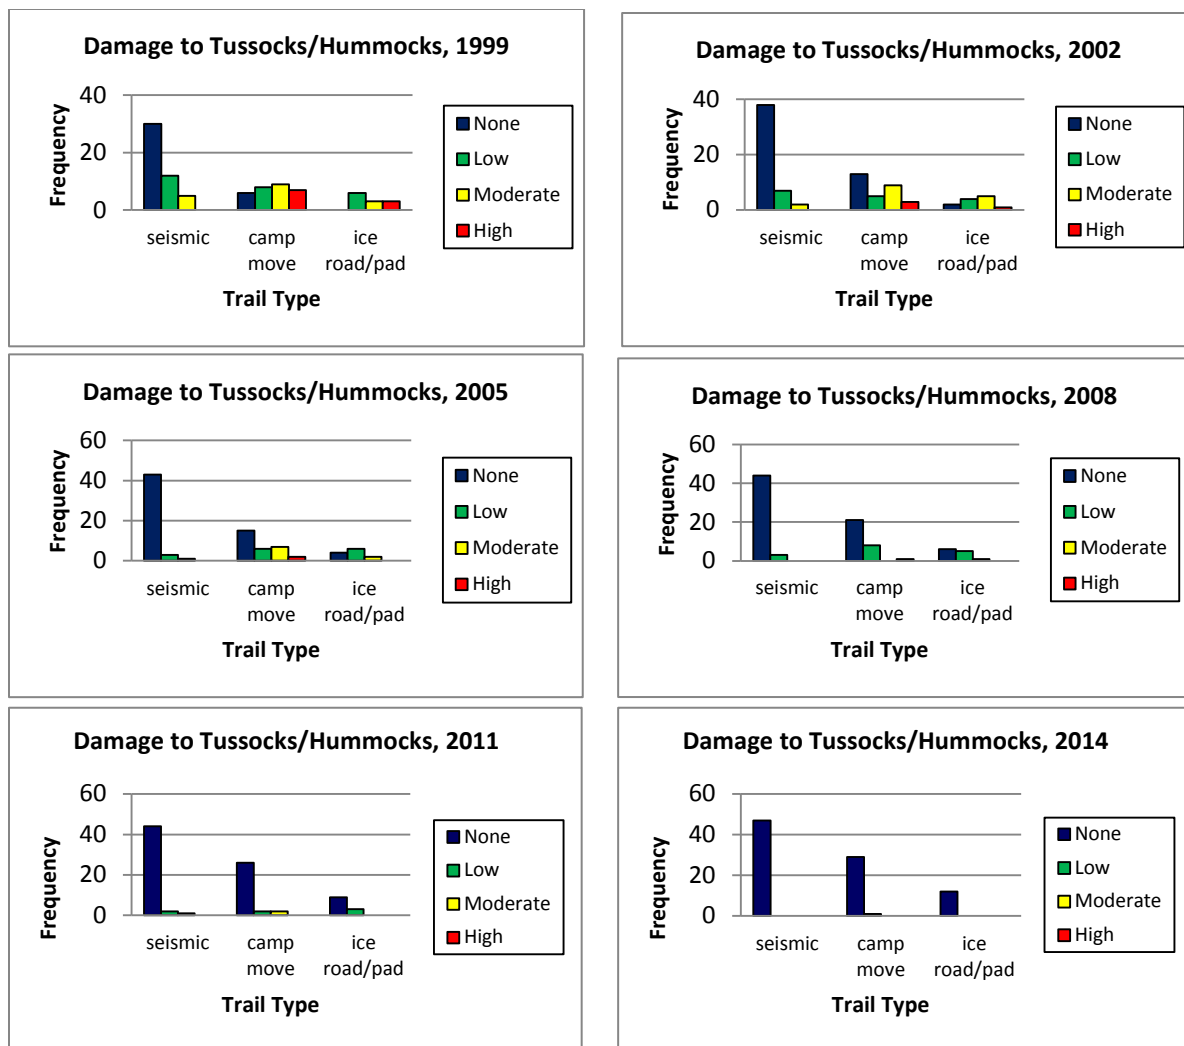 Damage to Tussocks/Hummocks, 1999
Frequency
40
20
0
seismic
camp
move
ice
road/pad
Trail Type
None
Low
Moderate
High
Damage to Tussocks/Hummocks, 2002
Frequency
40
20
0
seismic
camp
move
ice
road/pad
Trail Type
None
Low
Moderate
High
Damage to Tussocks/Hummocks, 2005
Frequency
60
40
20
0
seismic
camp
move
ice
road/pad
Trail Type
None
Low
Moderate
High
Damage to Tussocks/Hummocks, 2008
Frequency
60
40
20
0
seismic
camp
move
ice
road/pad
Trail Type
None
Low
Moderate
High
Damage to Tussocks/Hummocks, 2011
Frequency
60
40
20
0
seismic
camp
move
ice
road/pad
Trail Type
None
Low
Moderate
High
Damage to Tussocks/Hummocks, 2014
Frequency
60
40
20
0
seismic
camp
move
ice
road/pad
Trail Type
None
Low
Moderate
High